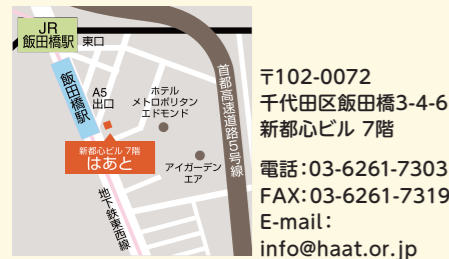 JR
飯田橋駅
東口
飯田橋駅
A5
出口
ホテル
メトロポリタン
エドモンド
首都高速道路5号線
新都心ビル 7階
はあと
アイガーデン
エア
地下鉄東西線
〒102-0072
千代田区飯田橋3-4-6
新都心ビル 7階
電話：03-6261-7303
FAX：03-6261-7319
E-mail：
info@haat.or.jp